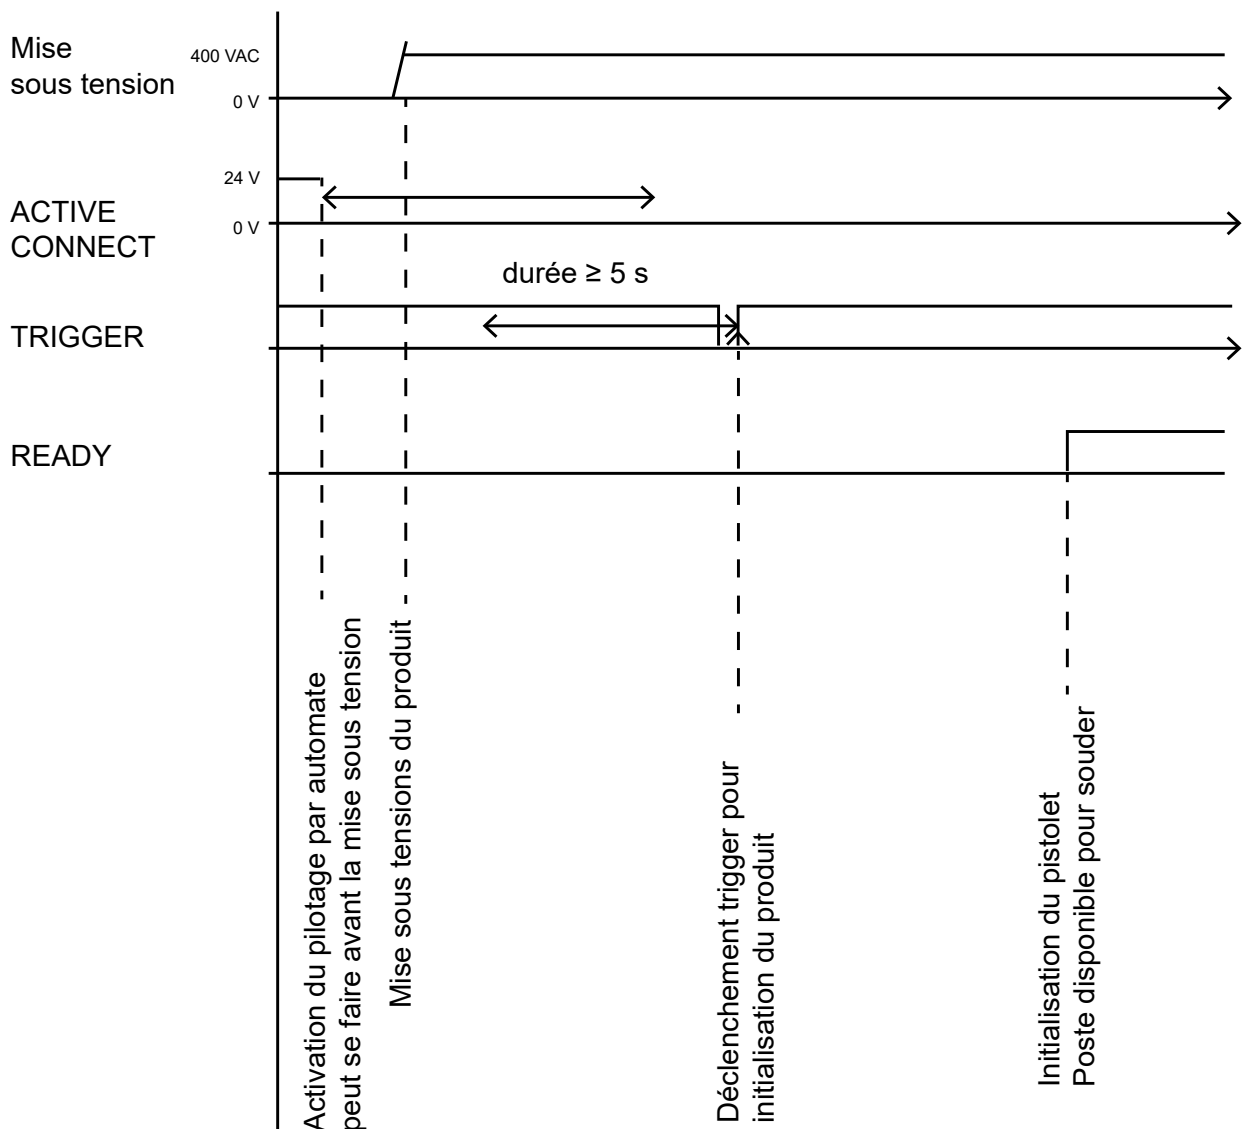 Mise
sous tension
400 VAC
0 V
24 V
ACTIVE
CONNECT
0 V
durée ≥ 5 s
TRIGGER
READY
Activation du pilotage par automate
peut se faire avant la mise sous tension
Mise sous tensions du produit
Déclenchement trigger pour
initialisation du produit
Initialisation du pistolet
Poste disponible pour souder